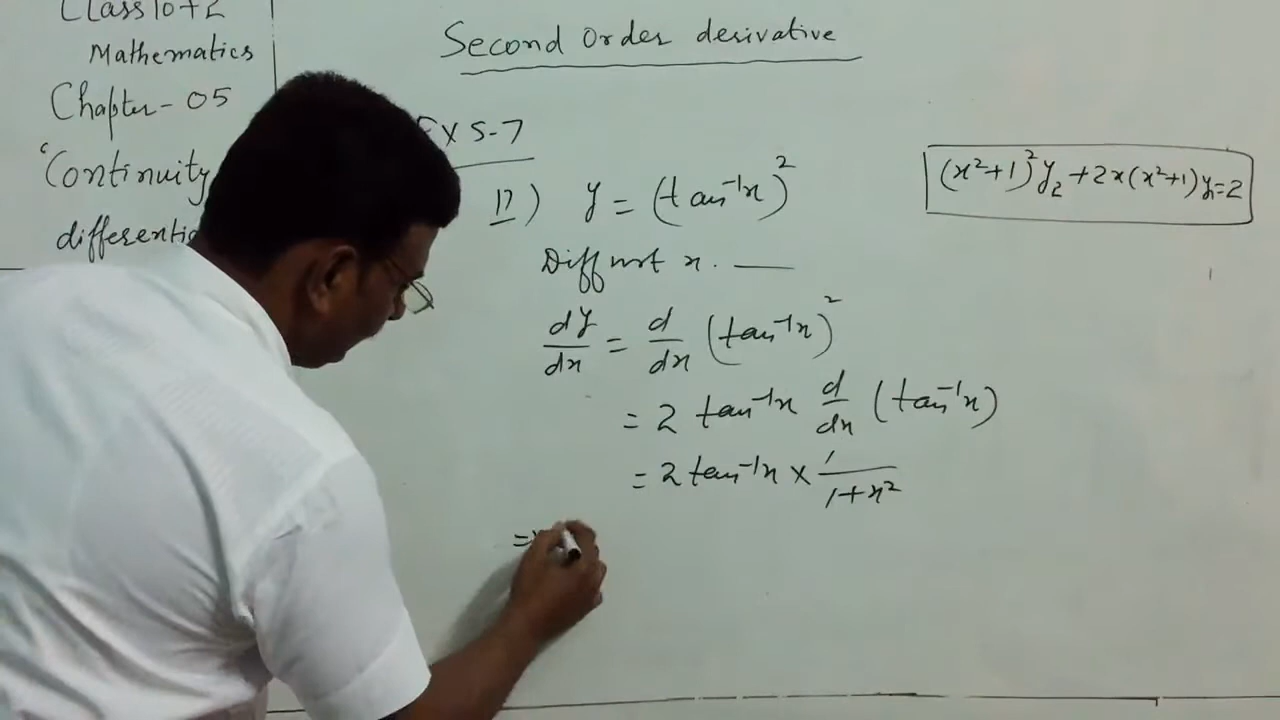 Class 10+2
Mathematics
Chapter - 05
'Continuity
differentia
Second Order derivative
EX 5-7
17) y = (tan⁻¹x)²
(x²+1)²y₂ + 2x(x²+1)y₁=2
Diff wrt x.
dy/dx = d/dx (tan⁻¹x)²
= 2 tan⁻¹x d/dx (tan⁻¹x)
= 2 tan⁻¹x × 1/1+x²
=